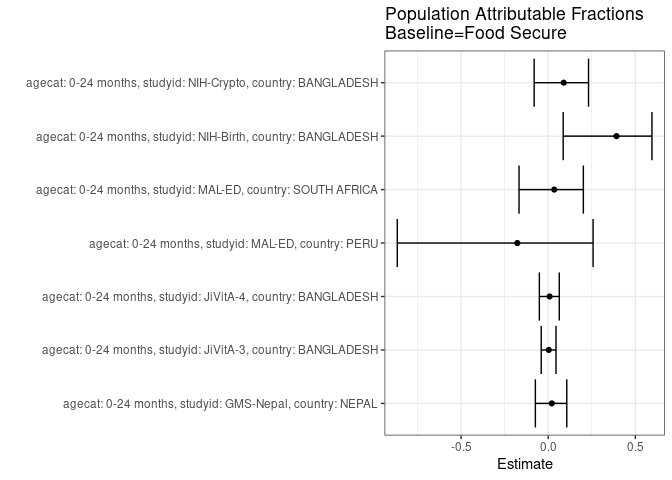 Population Attributable Fractions
Baseline=Food Secure
agecat: 0-24 months, studyid: NIH-Crypto, country: BANGLADESH
agecat: 0-24 months, studyid: NIH-Birth, country: BANGLADESH
agecat: 0-24 months, studyid: MAL-ED, country: SOUTH AFRICA
agecat: 0-24 months, studyid: MAL-ED, country: PERU
agecat: 0-24 months, studyid: JiVitA-4, country: BANGLADESH
agecat: 0-24 months, studyid: JiVitA-3, country: BANGLADESH
agecat: 0-24 months, studyid: GMS-Nepal, country: NEPAL
-0.5 0.0 0.5
Estimate